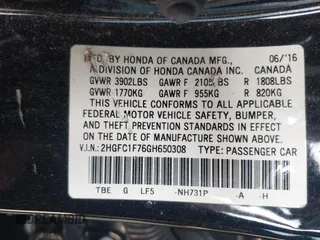 MFD. BY HONDA OF CANADA MFG., 06/'16
A DIVISION OF HONDA CANADA INC. CANADA
GVWR 3902LBS GAWR F 2105LBS R 1808LBS
GVWR 1770KG GAWR F 955KG R 820KG
THIS VEHICLE CONFORMS TO ALL APPLICABLE
FEDERAL MOTOR VEHICLE SAFETY, BUMPER,
AND THEFT PREVENTION STANDARDS IN EFFECT
ON THE DATE OF MANUFACTURE SHOWN ABOVE.
V.I.N.: 2HGFC1F76GH650308 TYPE: PASSENGER CAR
TBE G LF5 -NH731P -A -H